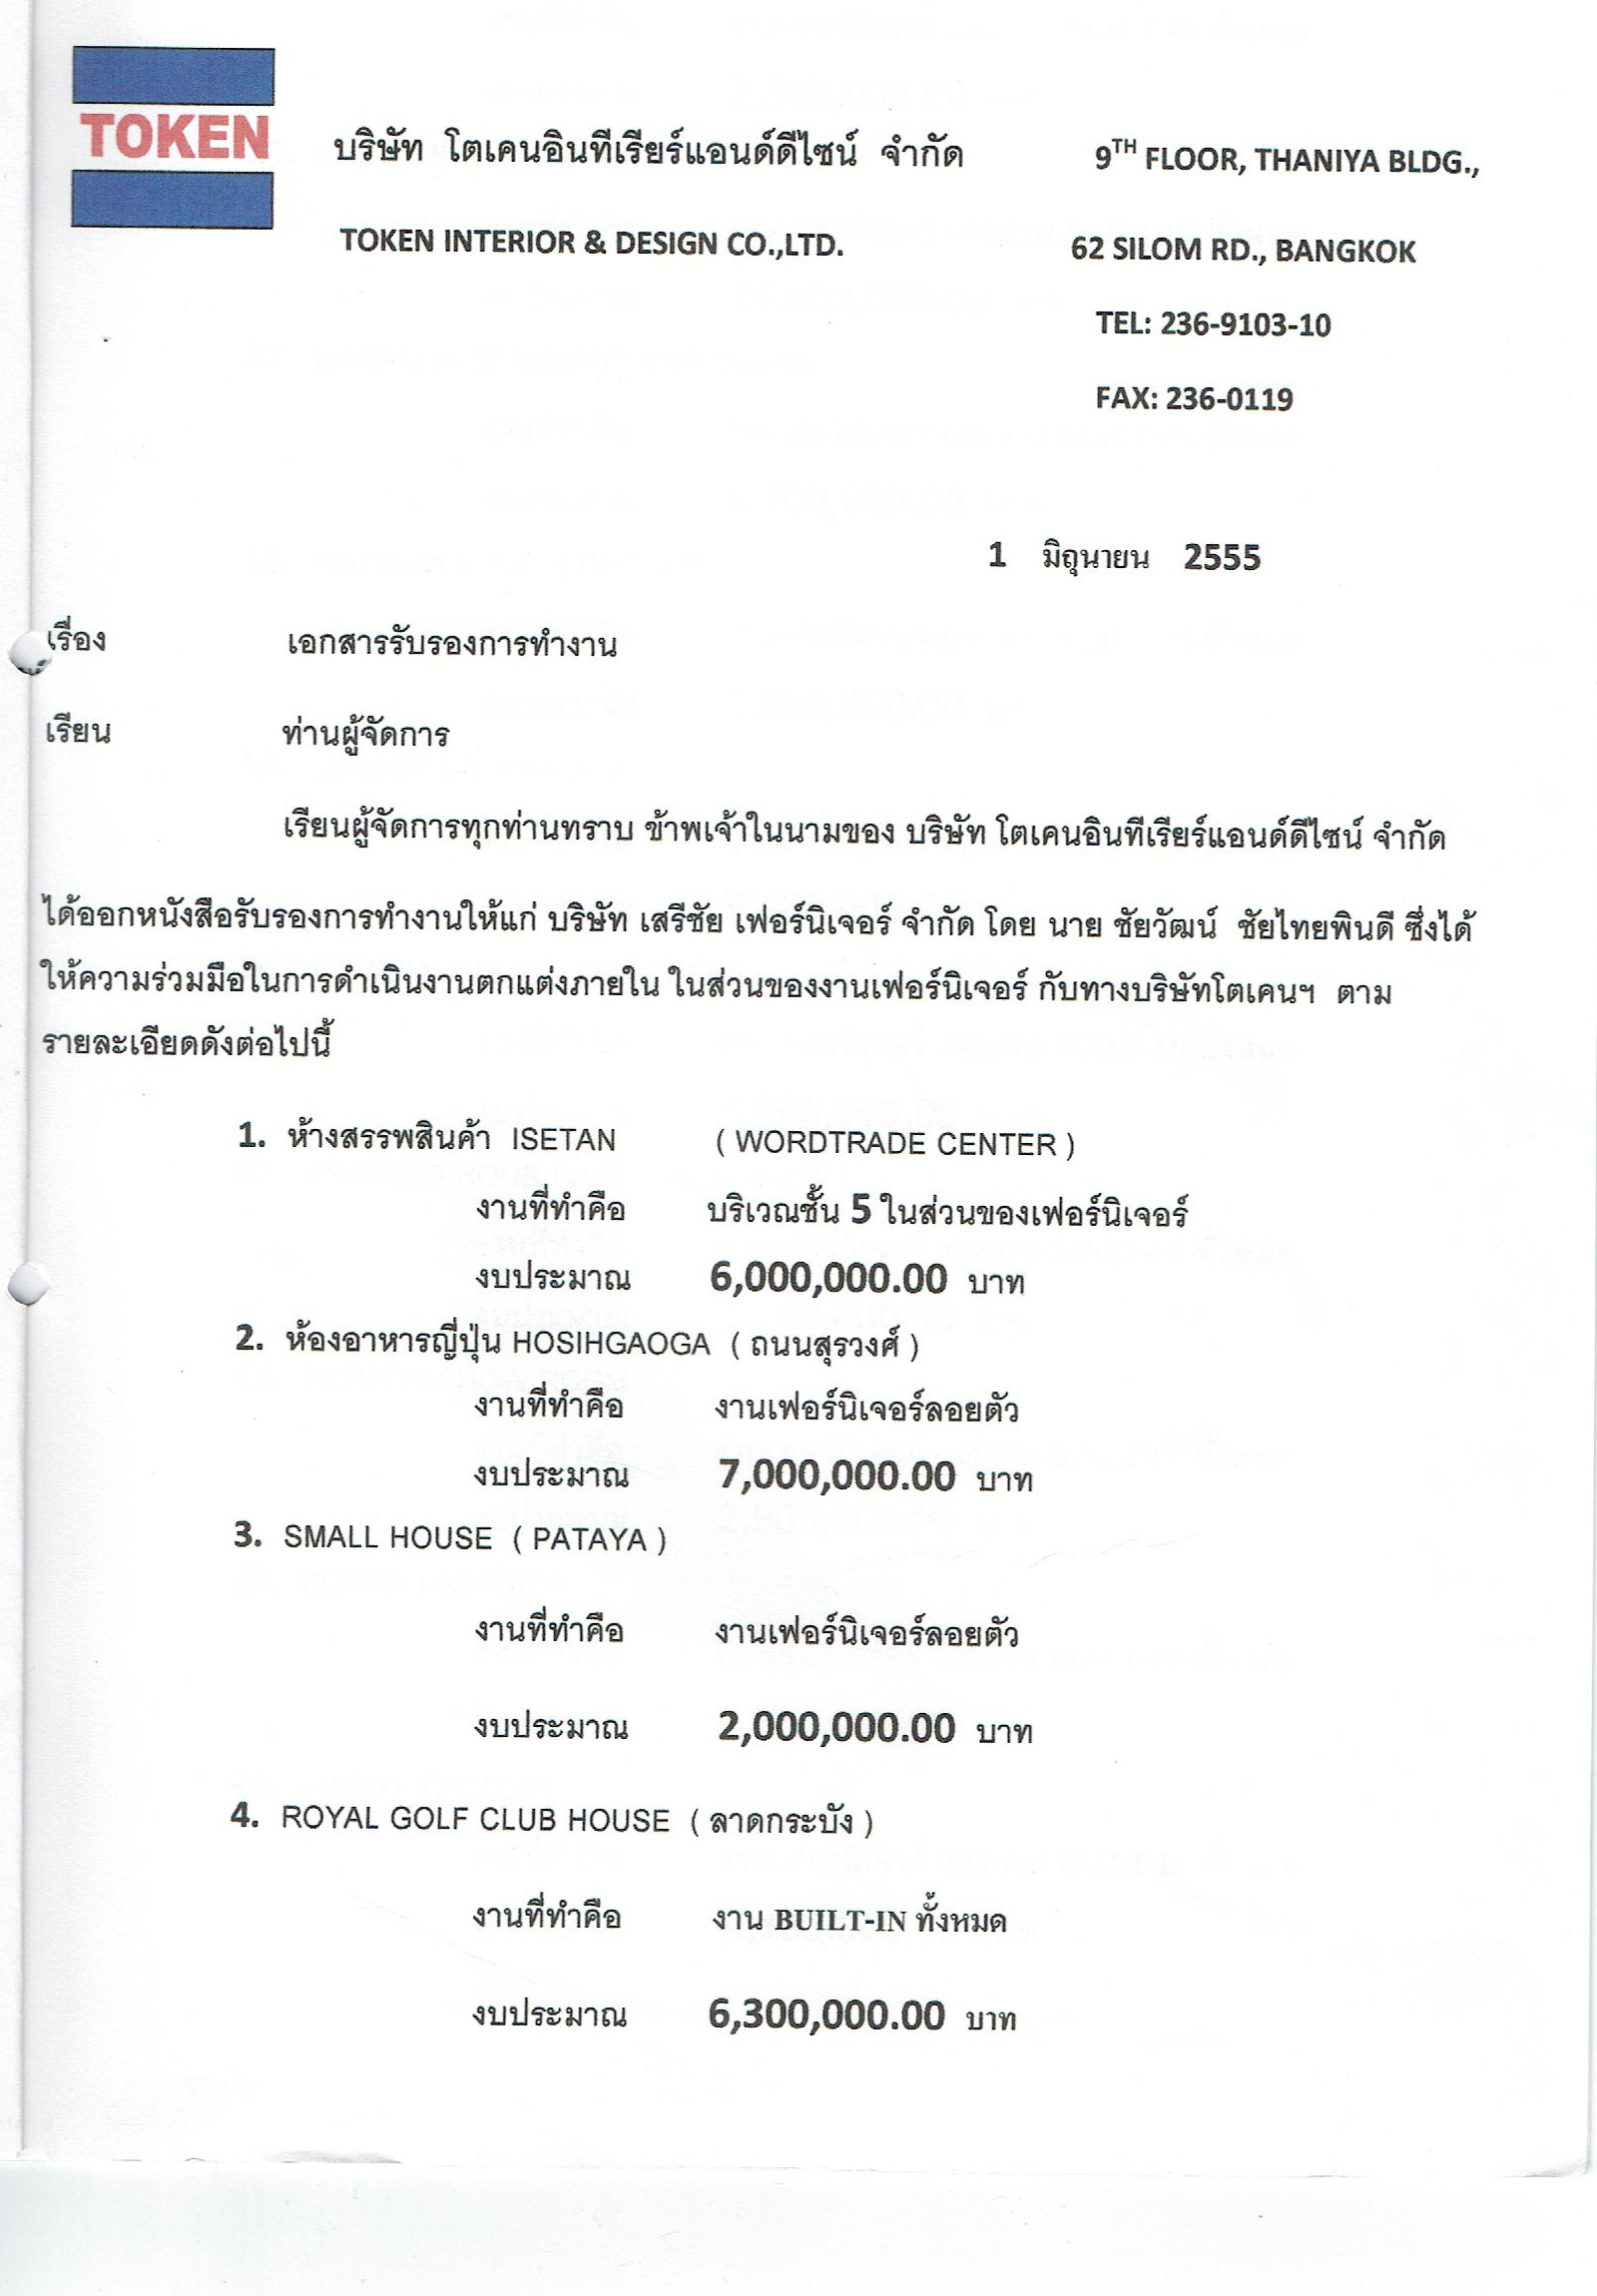 TOKEN
บริษัท โตเคนอินทีเรียร์แอนด์ดีไซน์ จำกัด
9TH FLOOR, THANIYA BLDG.,
TOKEN INTERIOR & DESIGN CO.,LTD.
62 SILOM RD., BANGKOK
TEL: 236-9103-10
FAX: 236-0119
1 มิถุนายน 2555
เรื่อง เอกสารรับรองการทำงาน
เรียน ท่านผู้จัดการ
เรียนผู้จัดการทุกท่านทราบ ข้าพเจ้าในนามของ บริษัท โตเคนอินทีเรียร์แอนด์ดีไซน์ จำกัด
ได้ออกหนังสือรับรองการทำงานให้แก่ บริษัท เสรีชัย เฟอร์นิเจอร์ จำกัด โดย นาย ชัยวัฒน์ ชัยไทยพินดี ซึ่งได้
ให้ความร่วมมือในการดำเนินงานตกแต่งภายใน ในส่วนของงานเฟอร์นิเจอร์ กับทางบริษัทโตเคนฯ ตาม
รายละเอียดดังต่อไปนี้
1. ห้างสรรพสินค้า ISETAN ( WORDTRADE CENTER )
งานที่ทำคือ บริเวณชั้น 5 ในส่วนของเฟอร์นิเจอร์
งบประมาณ 6,000,000.00 บาท
2. ห้องอาหารญี่ปุ่น HOSIHGAOGA ( ถนนสุรวงศ์ )
งานที่ทำคือ งานเฟอร์นิเจอร์ลอยตัว
งบประมาณ 7,000,000.00 บาท
3. SMALL HOUSE ( PATAYA )
งานที่ทำคือ งานเฟอร์นิเจอร์ลอยตัว
งบประมาณ 2,000,000.00 บาท
4. ROYAL GOLF CLUB HOUSE ( ลาดกระบัง )
งานที่ทำคือ งาน BUILT-IN ทั้งหมด
งบประมาณ 6,300,000.00 บาท